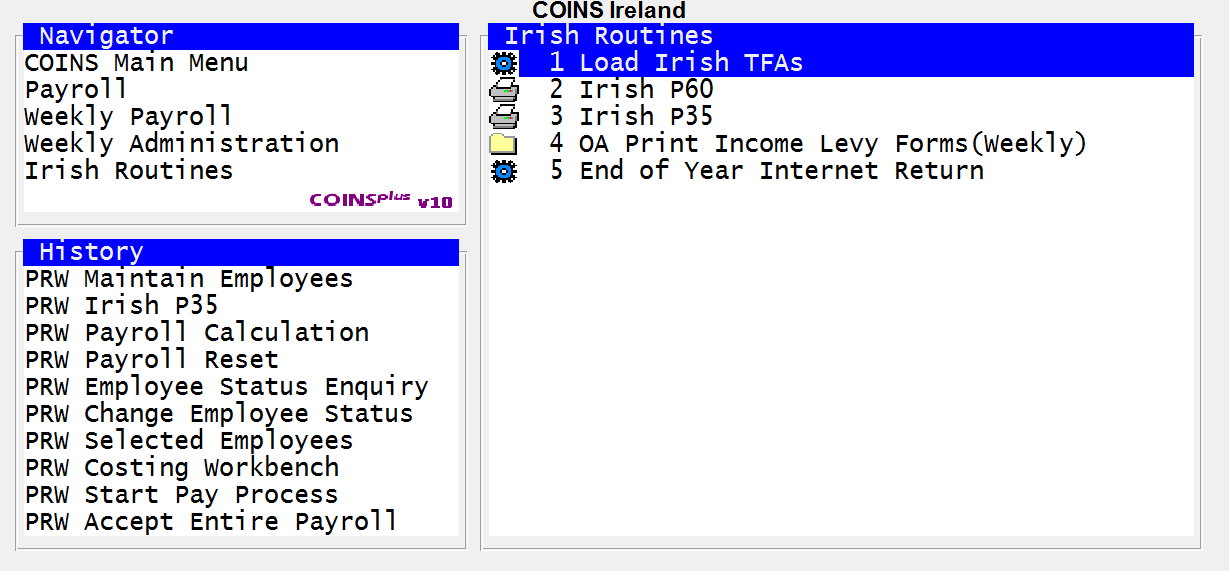 COINS Ireland
Navigator
COINS Main Menu
Payroll
Weekly Payroll
Weekly Administration
Irish Routines
COINSplus v10
History
PRW Maintain Employees
PRW Irish P35
PRW Payroll Calculation
PRW Payroll Reset
PRW Employee Status Enquiry
PRW Change Employee Status
PRW Selected Employees
PRW Costing Workbench
PRW Start Pay Process
PRW Accept Entire Payroll
Irish Routines
1 Load Irish TFAs
2 Irish P60
3 Irish P35
4 OA Print Income Levy Forms(Weekly)
5 End of Year Internet Return